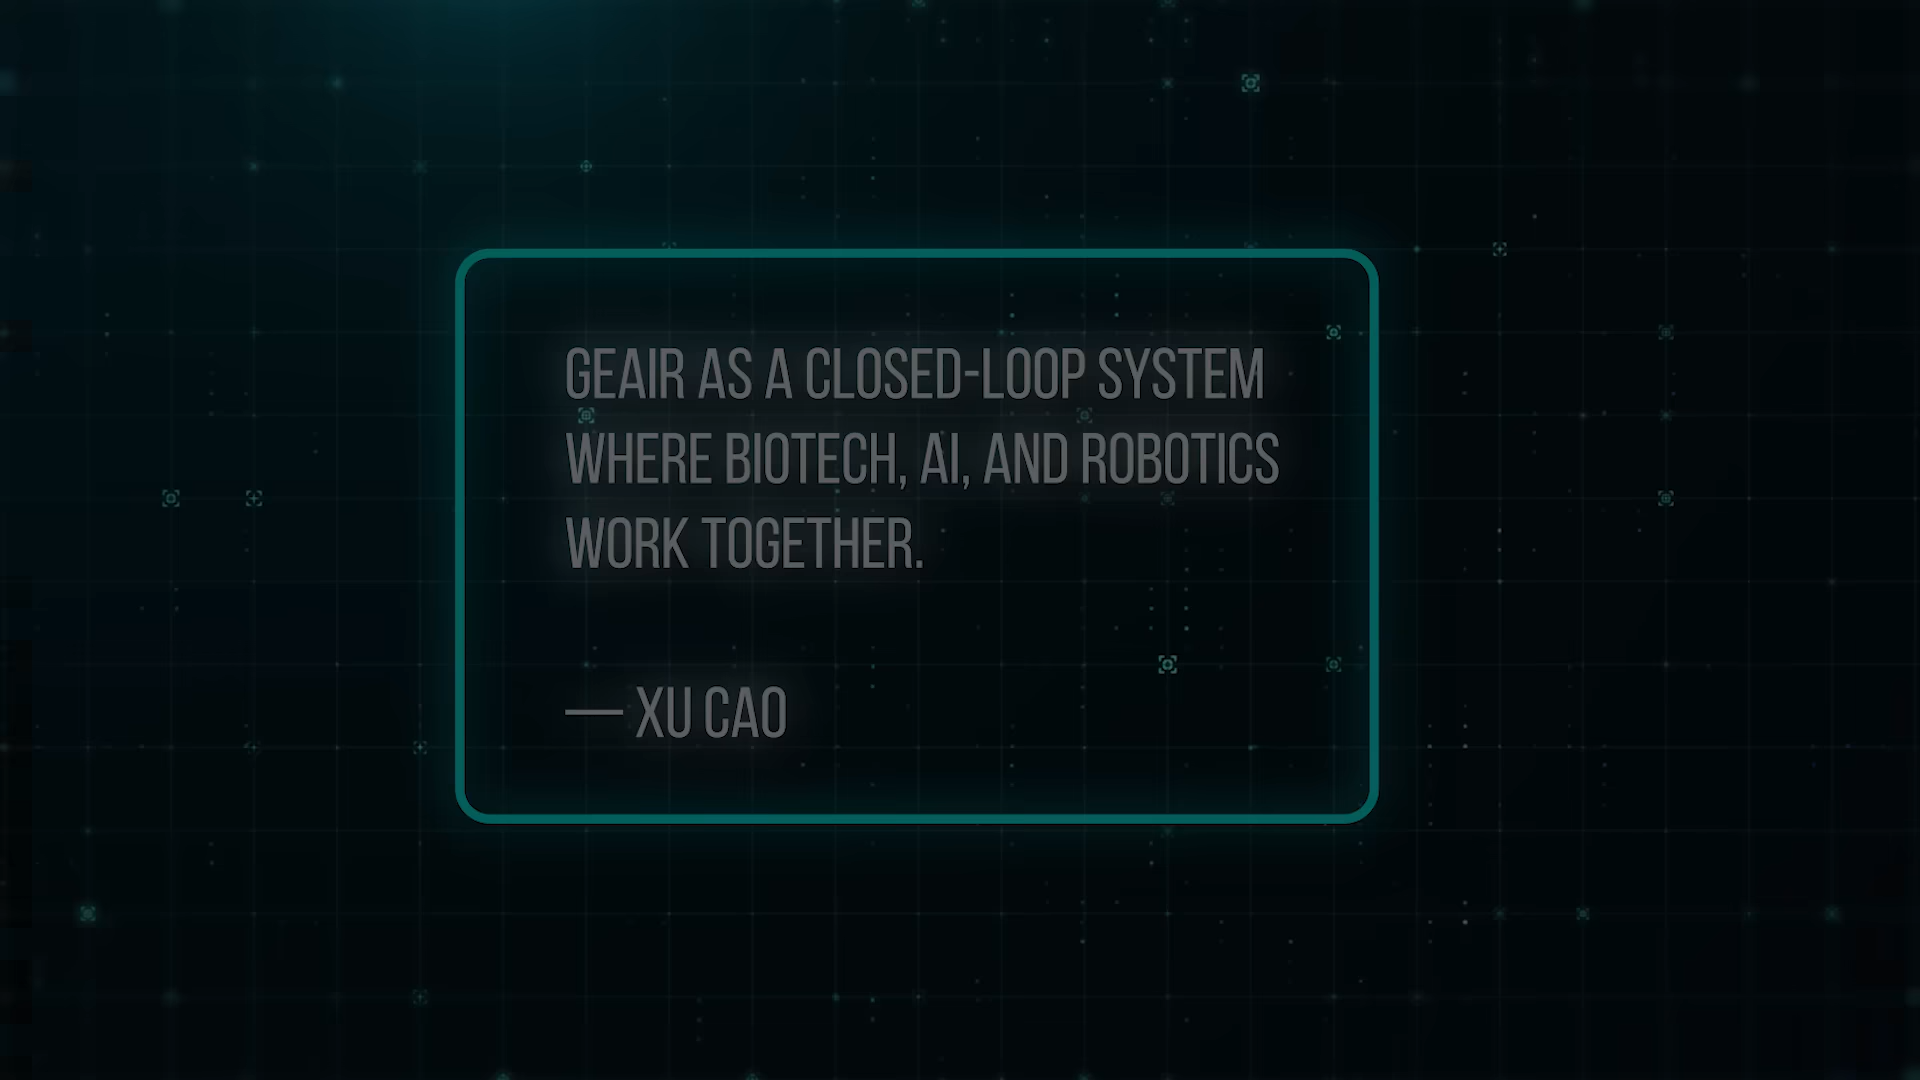 GEAIR AS A CLOSED-LOOP SYSTEM
WHERE BIOTECH, AI, AND ROBOTICS
WORK TOGETHER.
— XU CAO